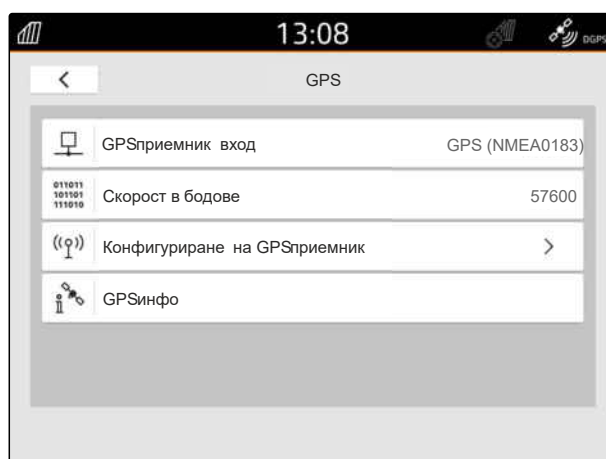 13:08
DGPS
GPS
GPSприемник вход GPS (NMEA0183)
011011
101101
111010
Скорост в бодове 57600
Конфигуриране на GPSприемник
GPSинфо